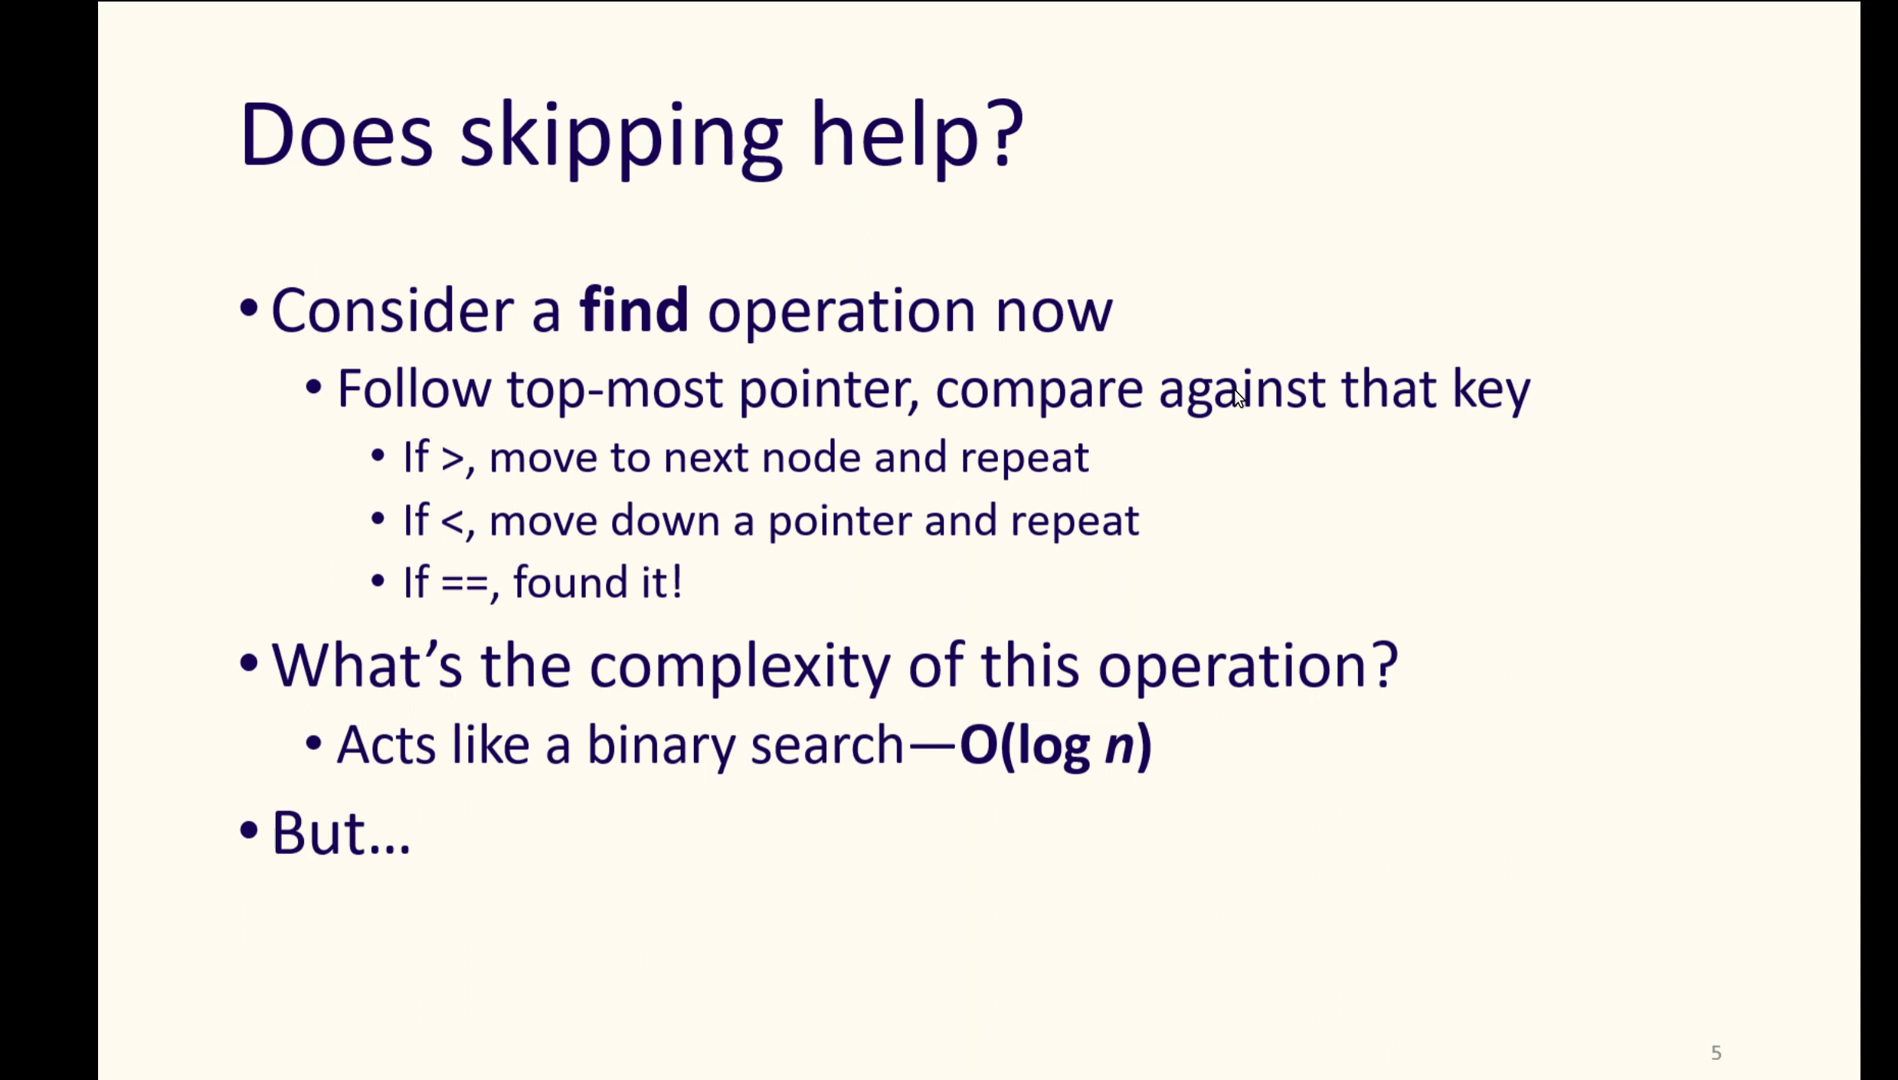 Does skipping help?
• Consider a find operation now
• Follow top-most pointer, compare against that key
• If >, move to next node and repeat
• If <, move down a pointer and repeat
• If ==, found it!
• What’s the complexity of this operation?
• Acts like a binary search—O(log n)
• But…
5